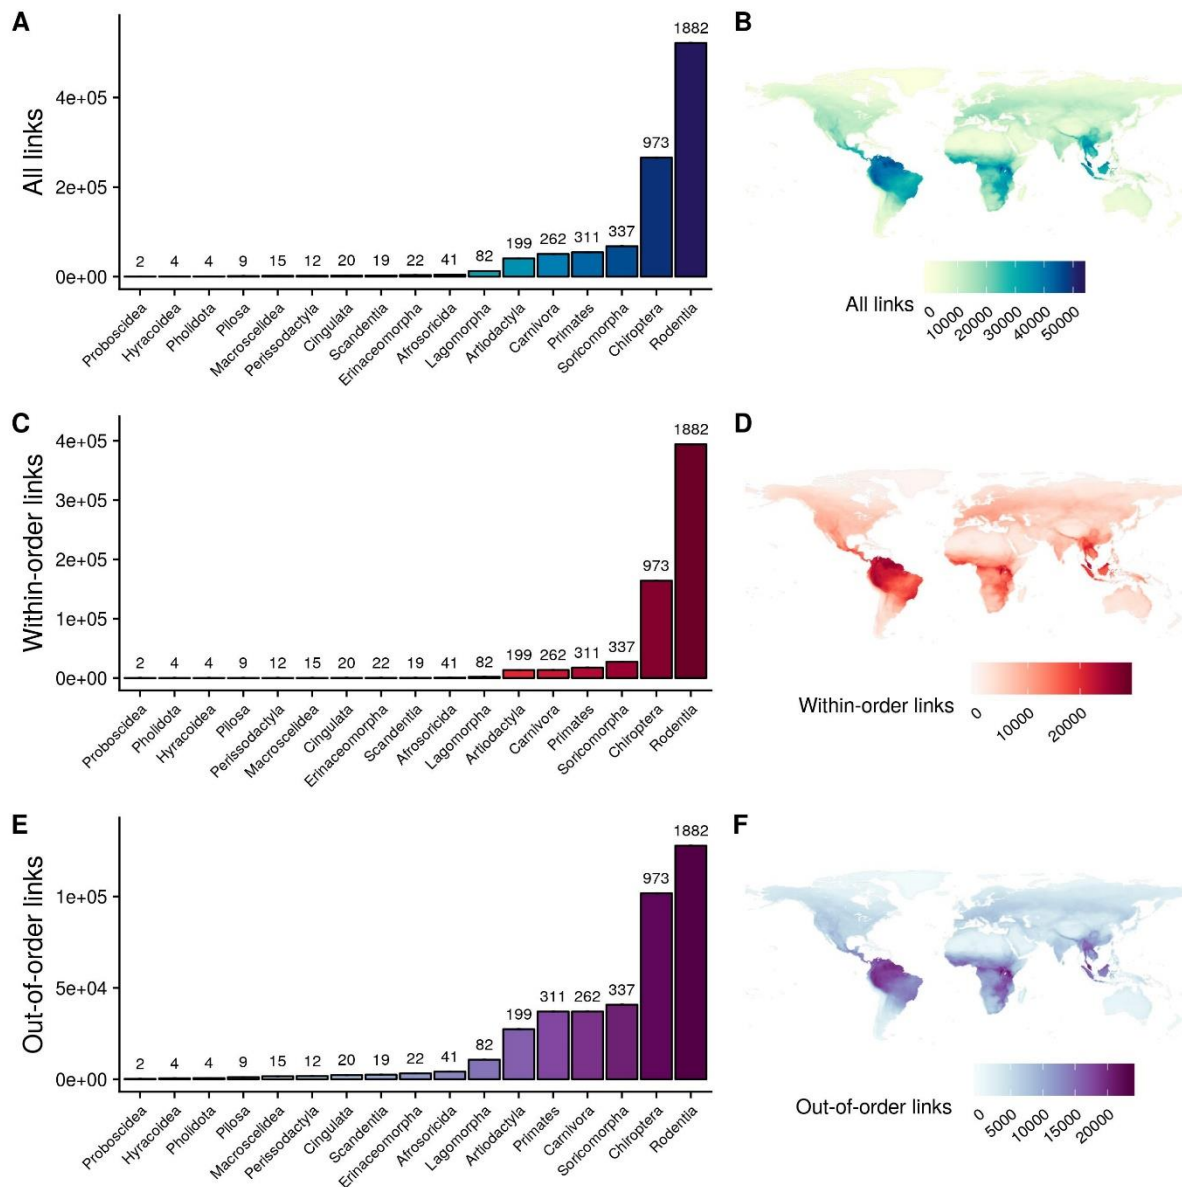 A
All links
4e+05
2e+05
0e+00
2 4 4 9 15 12 20 19 22 41 82 199 262 311 337 973 1882
Proboscidea
Hyracoidea
Pholidota
Pilosa
Macroscelidea
Perissodactyla
Cingulata
Scandentia
Erinaceomorpha
Afrosoricida
Lagomorpha
Artiodactyla
Carnivora
Primates
Soricomorpha
Chiroptera
Rodentia
B
All links
0 10000 20000 30000 40000 50000
C
Within-order links
4e+05
3e+05
2e+05
1e+05
0e+00
2 4 4 9 12 15 20 22 19 41 82 199 262 311 337 973 1882
Proboscidea
Pholidota
Hyracoidea
Pilosa
Perissodactyla
Macroscelidea
Cingulata
Erinaceomorpha
Scandentia
Afrosoricida
Lagomorpha
Artiodactyla
Carnivora
Primates
Soricomorpha
Chiroptera
Rodentia
D
Within-order links
0 10000 20000
E
Out-of-order links
1e+05
5e+04
0e+00
2 4 4 9 15 12 20 19 22 41 82 199 311 262 337 973 1882
Proboscidea
Hyracoidea
Pholidota
Pilosa
Macroscelidea
Perissodactyla
Cingulata
Scandentia
Erinaceomorpha
Afrosoricida
Lagomorpha
Artiodactyla
Primates
Carnivora
Soricomorpha
Chiroptera
Rodentia
F
Out-of-order links
0 5000 10000 15000 20000